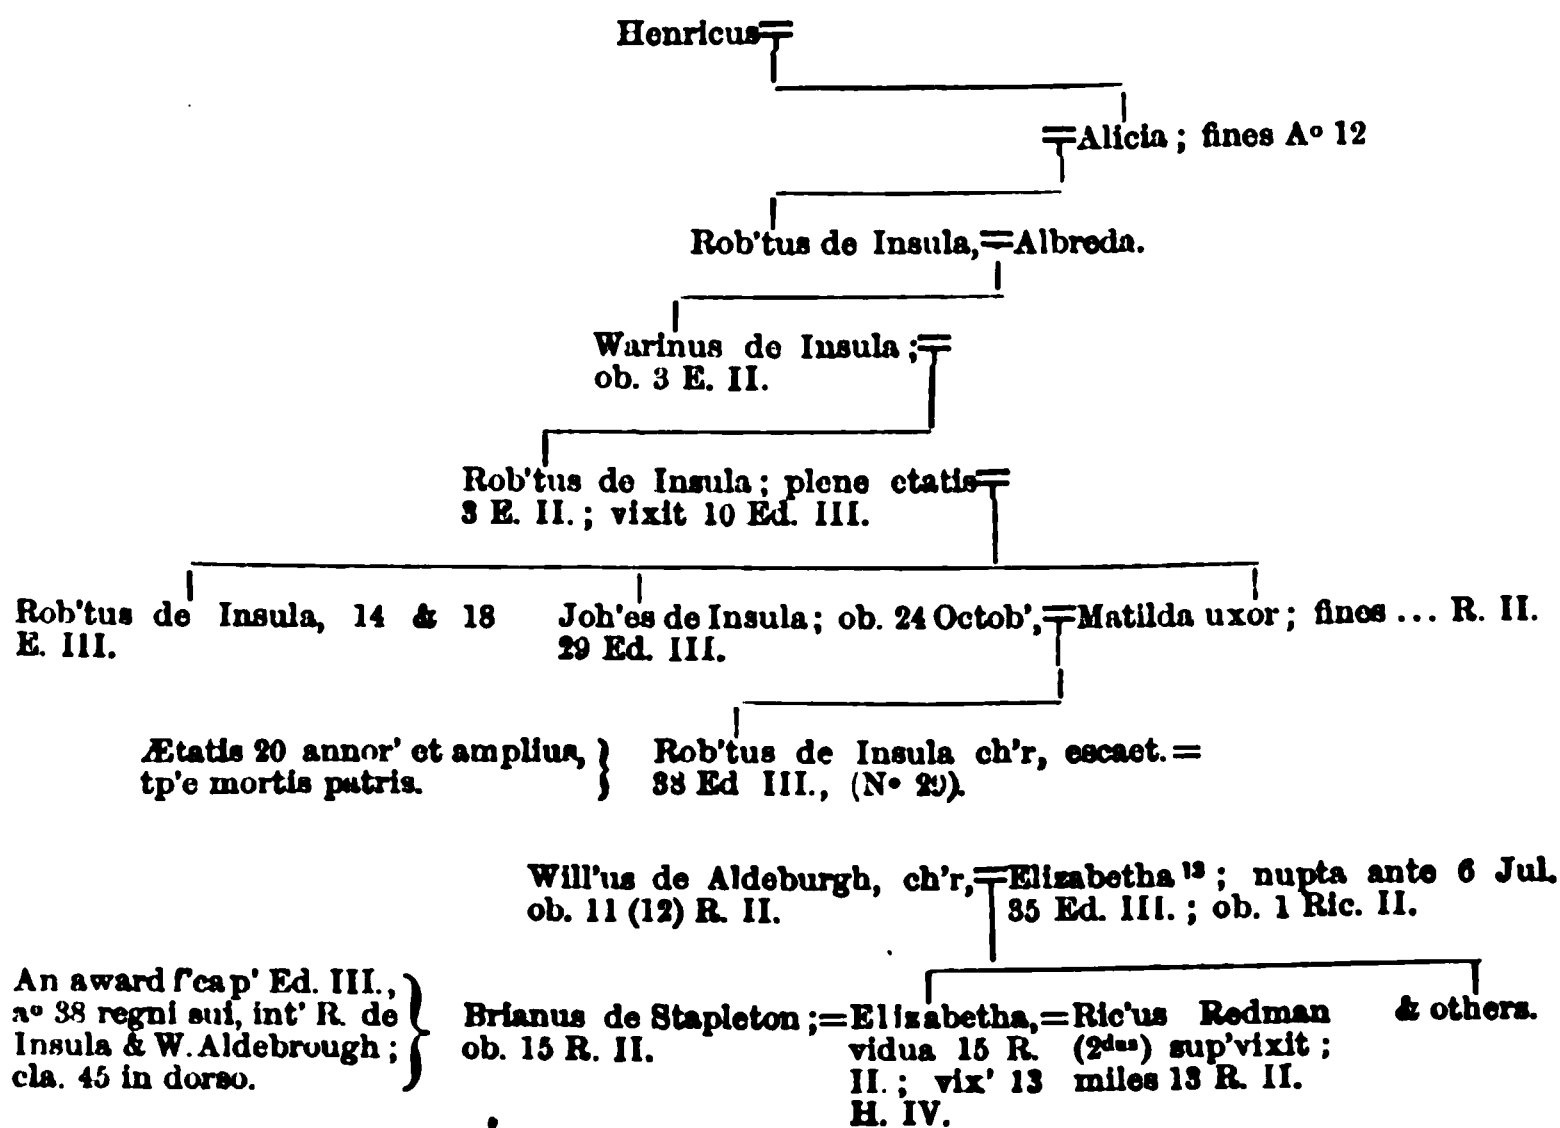 Henricus
Alicia; fines Aº 12
Rob'tus de Insula,=Albreda.
Warinus de Insula;
ob. 3 E. II.
Rob'tus de Insula; plene etatis
3 E. II.; vixit 10 Ed. III.
Rob'tus de Insula, 14 & 18
E. III.
Joh'es de Insula; ob. 24 Octob',
29 Ed. III.
Matilda uxor; fines ... R. II.
Ætatis 20 annor' et amplius,
tp'e mortis patris.
Rob'tus de Insula ch'r, escaet.=
38 Ed III., (Nº 29).
Will'us de Aldeburgh, ch'r,
ob. 11 (12) R. II.
Elizabetha 13; nupta ante 6 Jul.
35 Ed. III.; ob. 1 Ric. II.
An award f'ca p' Ed. III.,
aº 38 regni sui, int' R. de
Insula & W. Aldebrough;
cla. 45 in dorso.
Brianus de Stapleton;=
ob. 15 R. II.
Elizabetha,=
vidua 15 R.
II.; vix' 13
H. IV.
Ric'us Redman
(2dus) sup'vixit;
miles 13 R. II.
& others.